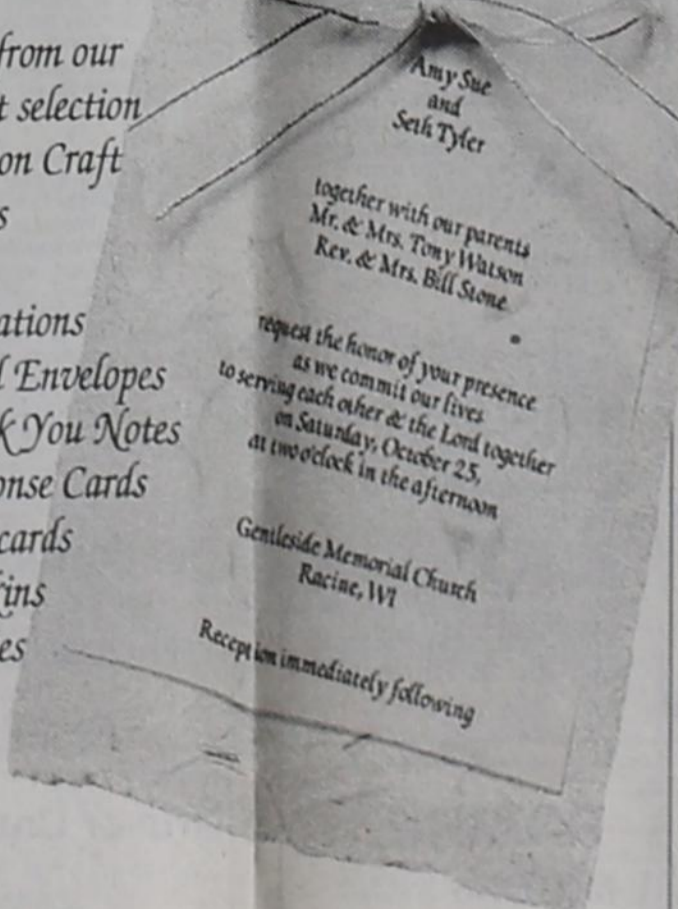 from our
t selection
on Craft
s
ations
l Envelopes
k You Notes
onse Cards
cards
kins
es
Amy Sue
and
Seth Tyler
together with our parents
Mr. & Mrs. Tony Watson
Rev. & Mrs. Bill Stone
request the honor of your presence
as we commit our lives
to serving each other & the Lord together
on Saturday, October 25,
at two o'clock in the afternoon
Gentleside Memorial Church
Racine, WI
Reception immediately following